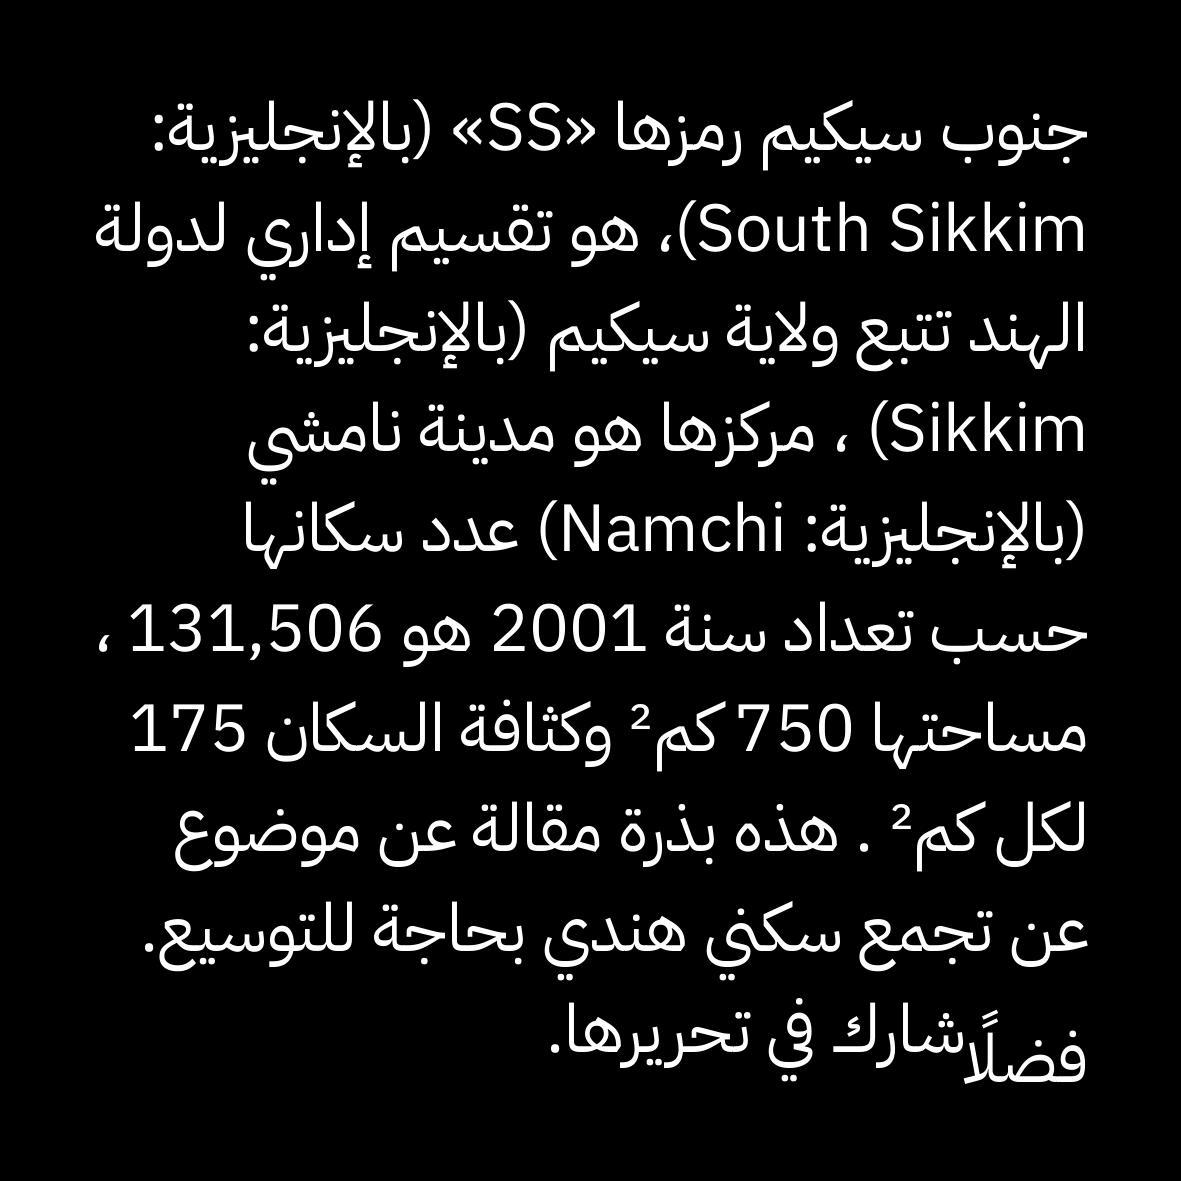 جنوب سيكيم رمزها «SS» (بالإنجليزية:
South Sikkim)، هو تقسيم إداري لدولة
الهند تتبع ولاية سيكيم (بالإنجليزية:
Sikkim) ، مركزها هو مدينة نامشي
(بالإنجليزية: Namchi) عدد سكانها
حسب تعداد سنة 2001 هو 131,506 ،
مساحتها 750 كم² وكثافة السكان 175
لكل كم² . هذه بذرة مقالة عن موضوع
عن تجمع سكني هندي بحاجة للتوسيع.
فضلًا شارك في تحريرها.